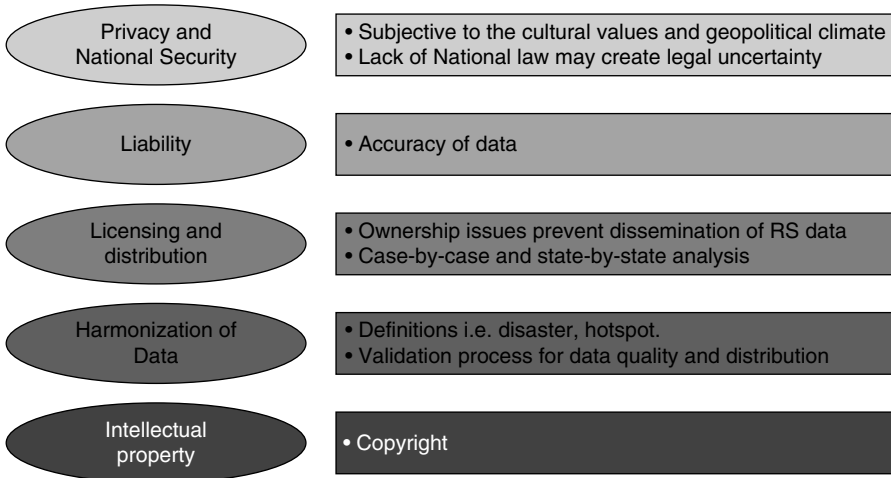 Privacy and
National Security
• Subjective to the cultural values and geopolitical climate
• Lack of National law may create legal uncertainty
Liability
• Accuracy of data
Licensing and
distribution
• Ownership issues prevent dissemination of RS data
• Case-by-case and state-by-state analysis
Harmonization of
Data
• Definitions i.e. disaster, hotspot.
• Validation process for data quality and distribution
Intellectual
property
• Copyright